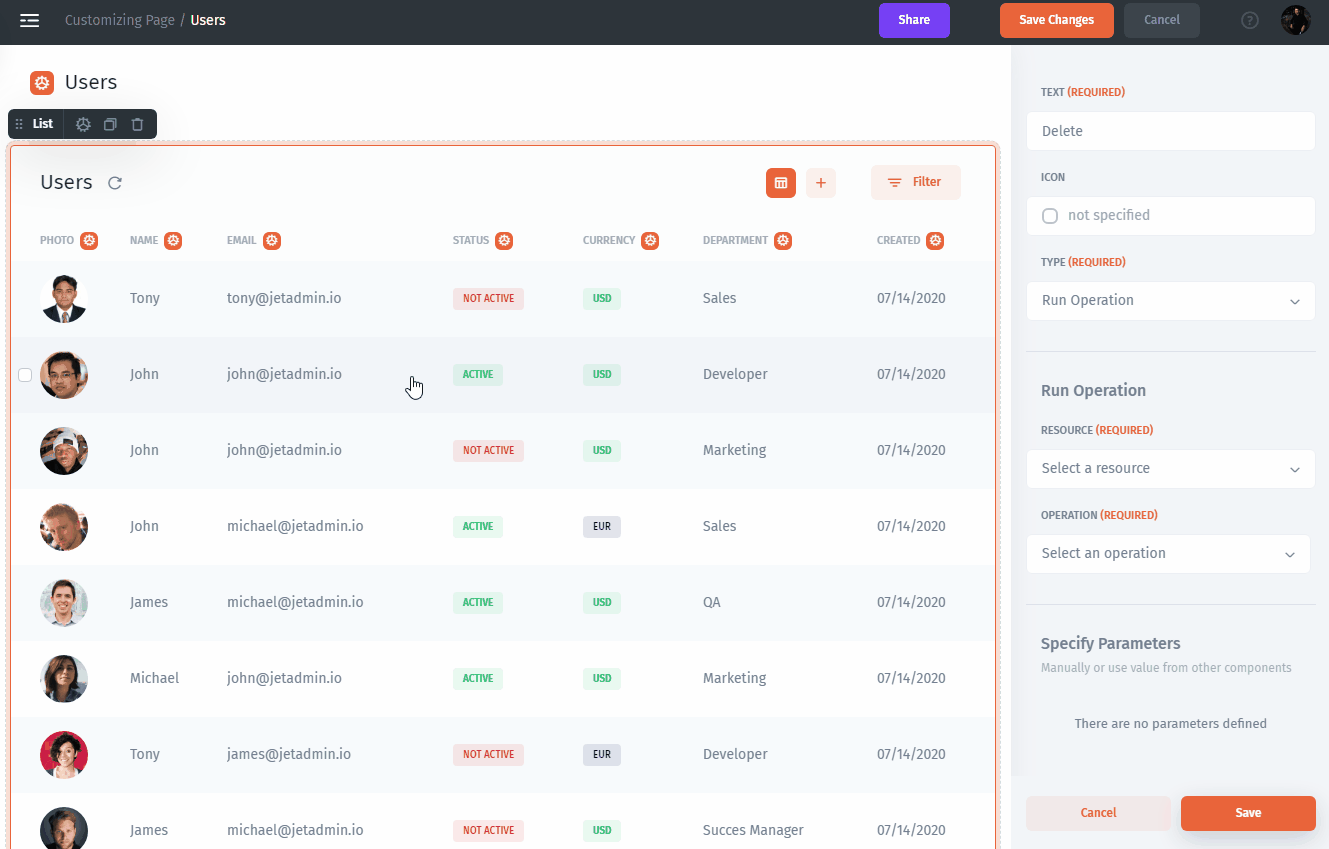 Customizing Page / Users
Share
Save Changes
Cancel
?
Users
List
Users
+
Filter
PHOTO NAME EMAIL STATUS CURRENCY DEPARTMENT CREATED
Tony tony@jetadmin.io NOT ACTIVE USD Sales 07/14/2020
John john@jetadmin.io ACTIVE USD Developer 07/14/2020
John john@jetadmin.io NOT ACTIVE USD Marketing 07/14/2020
John michael@jetadmin.io ACTIVE EUR Sales 07/14/2020
James michael@jetadmin.io ACTIVE USD QA 07/14/2020
Michael john@jetadmin.io ACTIVE USD Marketing 07/14/2020
Tony james@jetadmin.io NOT ACTIVE EUR Developer 07/14/2020
James michael@jetadmin.io NOT ACTIVE USD Succes Manager 07/14/2020
TEXT (REQUIRED)
Delete
ICON
not specified
TYPE (REQUIRED)
Run Operation
Run Operation
RESOURCE (REQUIRED)
Select a resource
OPERATION (REQUIRED)
Select an operation
Specify Parameters
Manually or use value from other components
There are no parameters defined
Cancel
Save